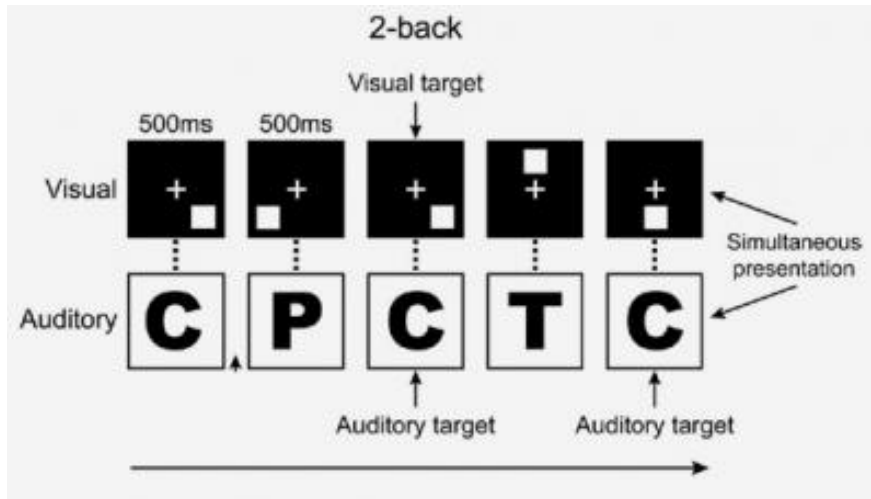 2-back
Visual target
500ms 500ms
Visual
Simultaneous
presentation
Auditory
C P C T C
Auditory target Auditory target